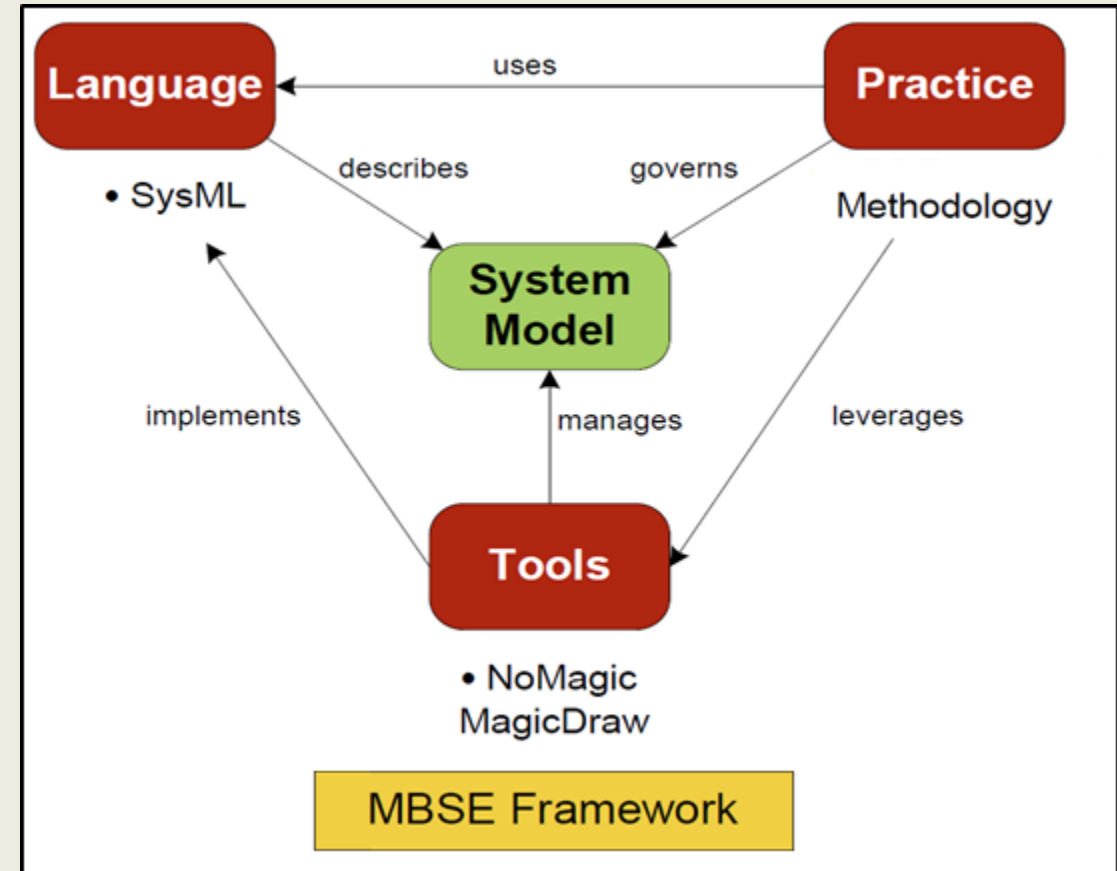 uses
Language
Practice
describes
governs
• SysML
Methodology
System
Model
implements
manages
leverages
Tools
• NoMagic
MagicDraw
MBSE Framework